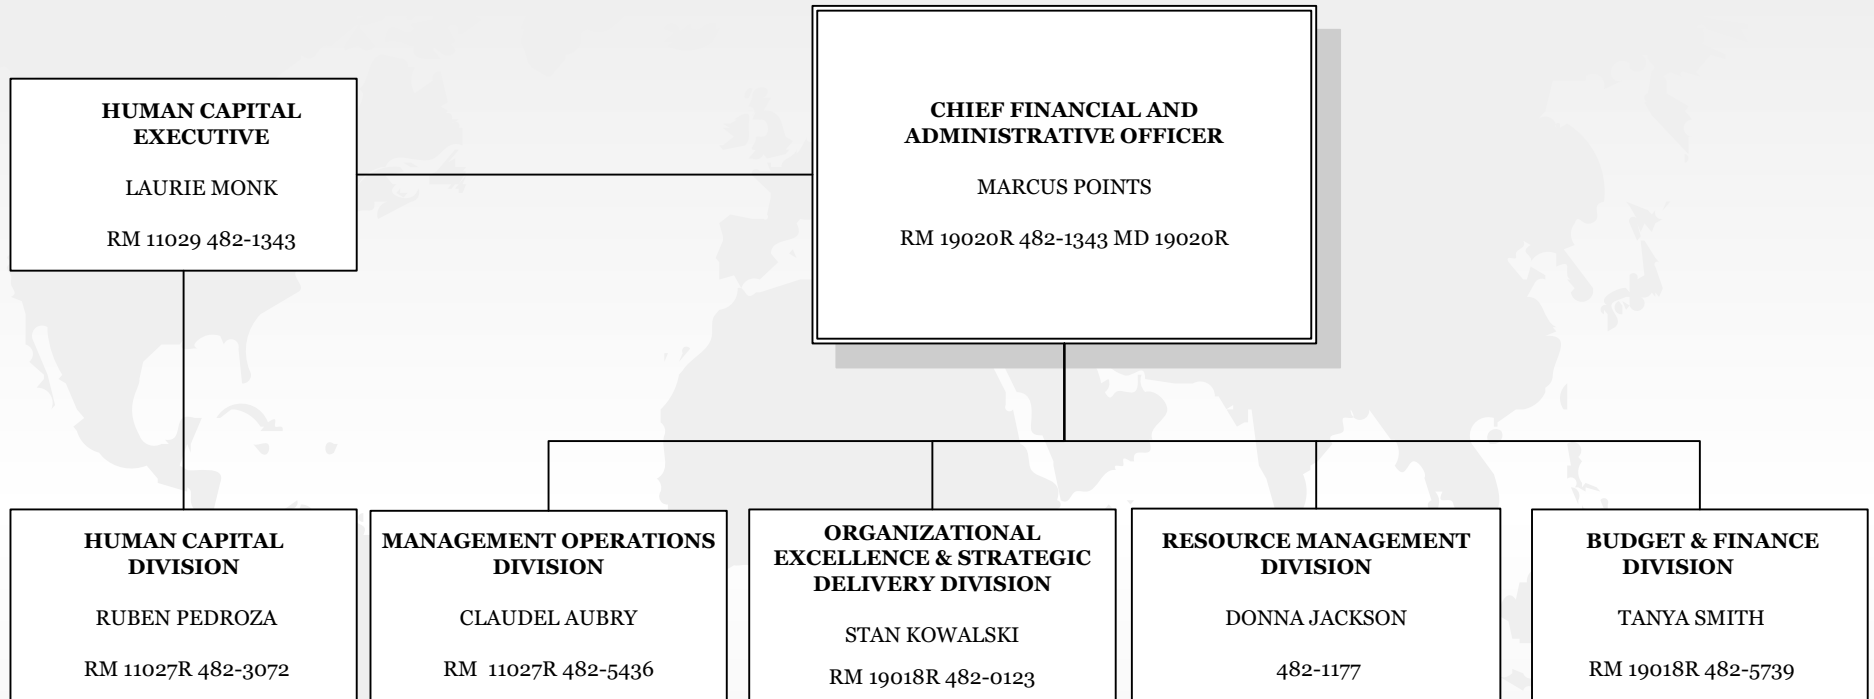 HUMAN CAPITAL
EXECUTIVE
LAURIE MONK
RM 11029 482-1343
CHIEF FINANCIAL AND
ADMINISTRATIVE OFFICER
MARCUS POINTS
RM 19020R 482-1343 MD 19020R
HUMAN CAPITAL
DIVISION
RUBEN PEDROZA
RM 11027R 482-3072
MANAGEMENT OPERATIONS
DIVISION
CLAUDEL AUBRY
RM 11027R 482-5436
ORGANIZATIONAL
EXCELLENCE & STRATEGIC
DELIVERY DIVISION
STAN KOWALSKI
RM 19018R 482-0123
RESOURCE MANAGEMENT
DIVISION
DONNA JACKSON
482-1177
BUDGET & FINANCE
DIVISION
TANYA SMITH
RM 19018R 482-5739